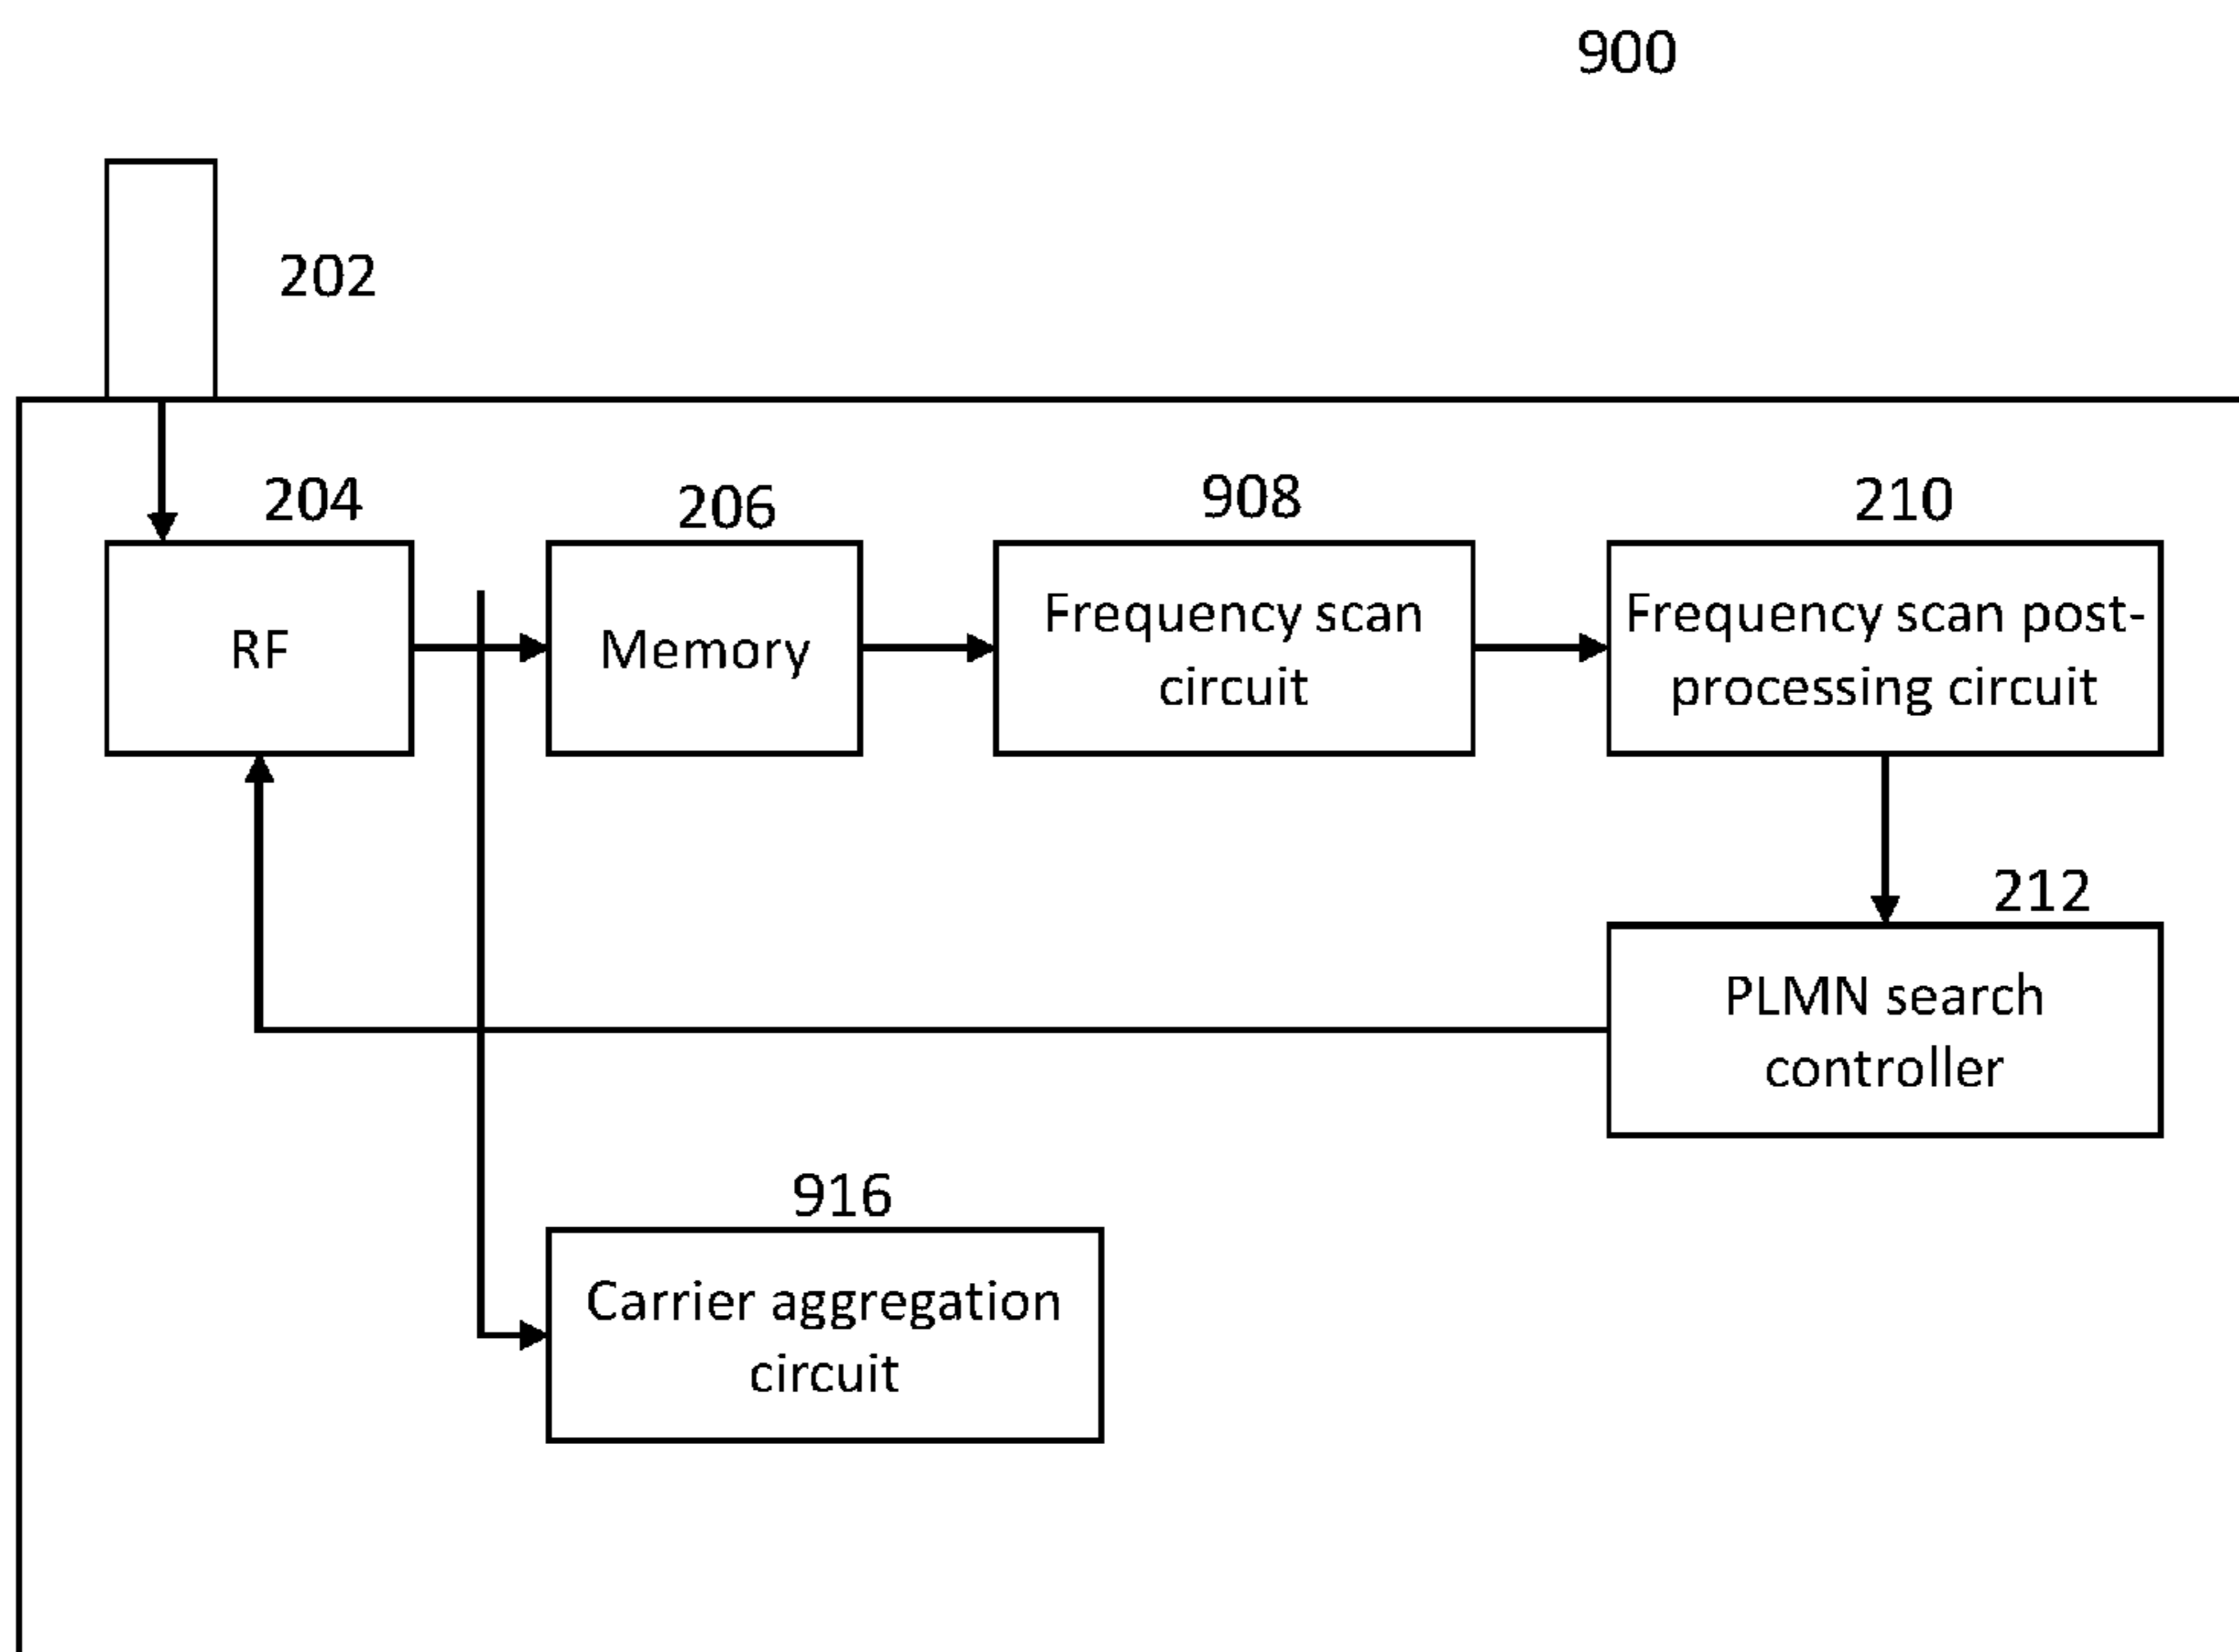 900
202
204
206
908
210
RF
Memory
Frequency scan
circuit
Frequency scan post-
processing circuit
212
PLMN search
controller
916
Carrier aggregation
circuit